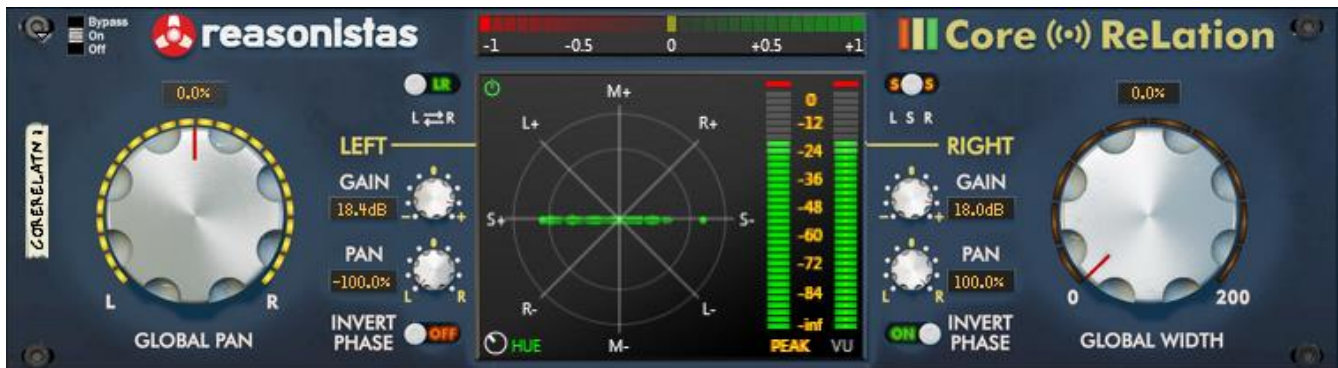 Bypass
On
Off
reasonistas
-1 -0.5 0 +0.5 +1
Core ((•)) ReLation
0.0%
LR
L⇄R
LEFT
GAIN
18.4dB
- +
PAN
-100.0%
L R
INVERT
PHASE
OFF
CORERELATN 1
L R
GLOBAL PAN
M+
L+ R+
S+ S-
R- L-
M-
HUE
0
-12
-24
-36
-48
-60
-72
-84
-inf
PEAK VU
S S
L S R
RIGHT
GAIN
18.0dB
- +
PAN
100.0%
L R
ON
INVERT
PHASE
0.0%
0 200
GLOBAL WIDTH